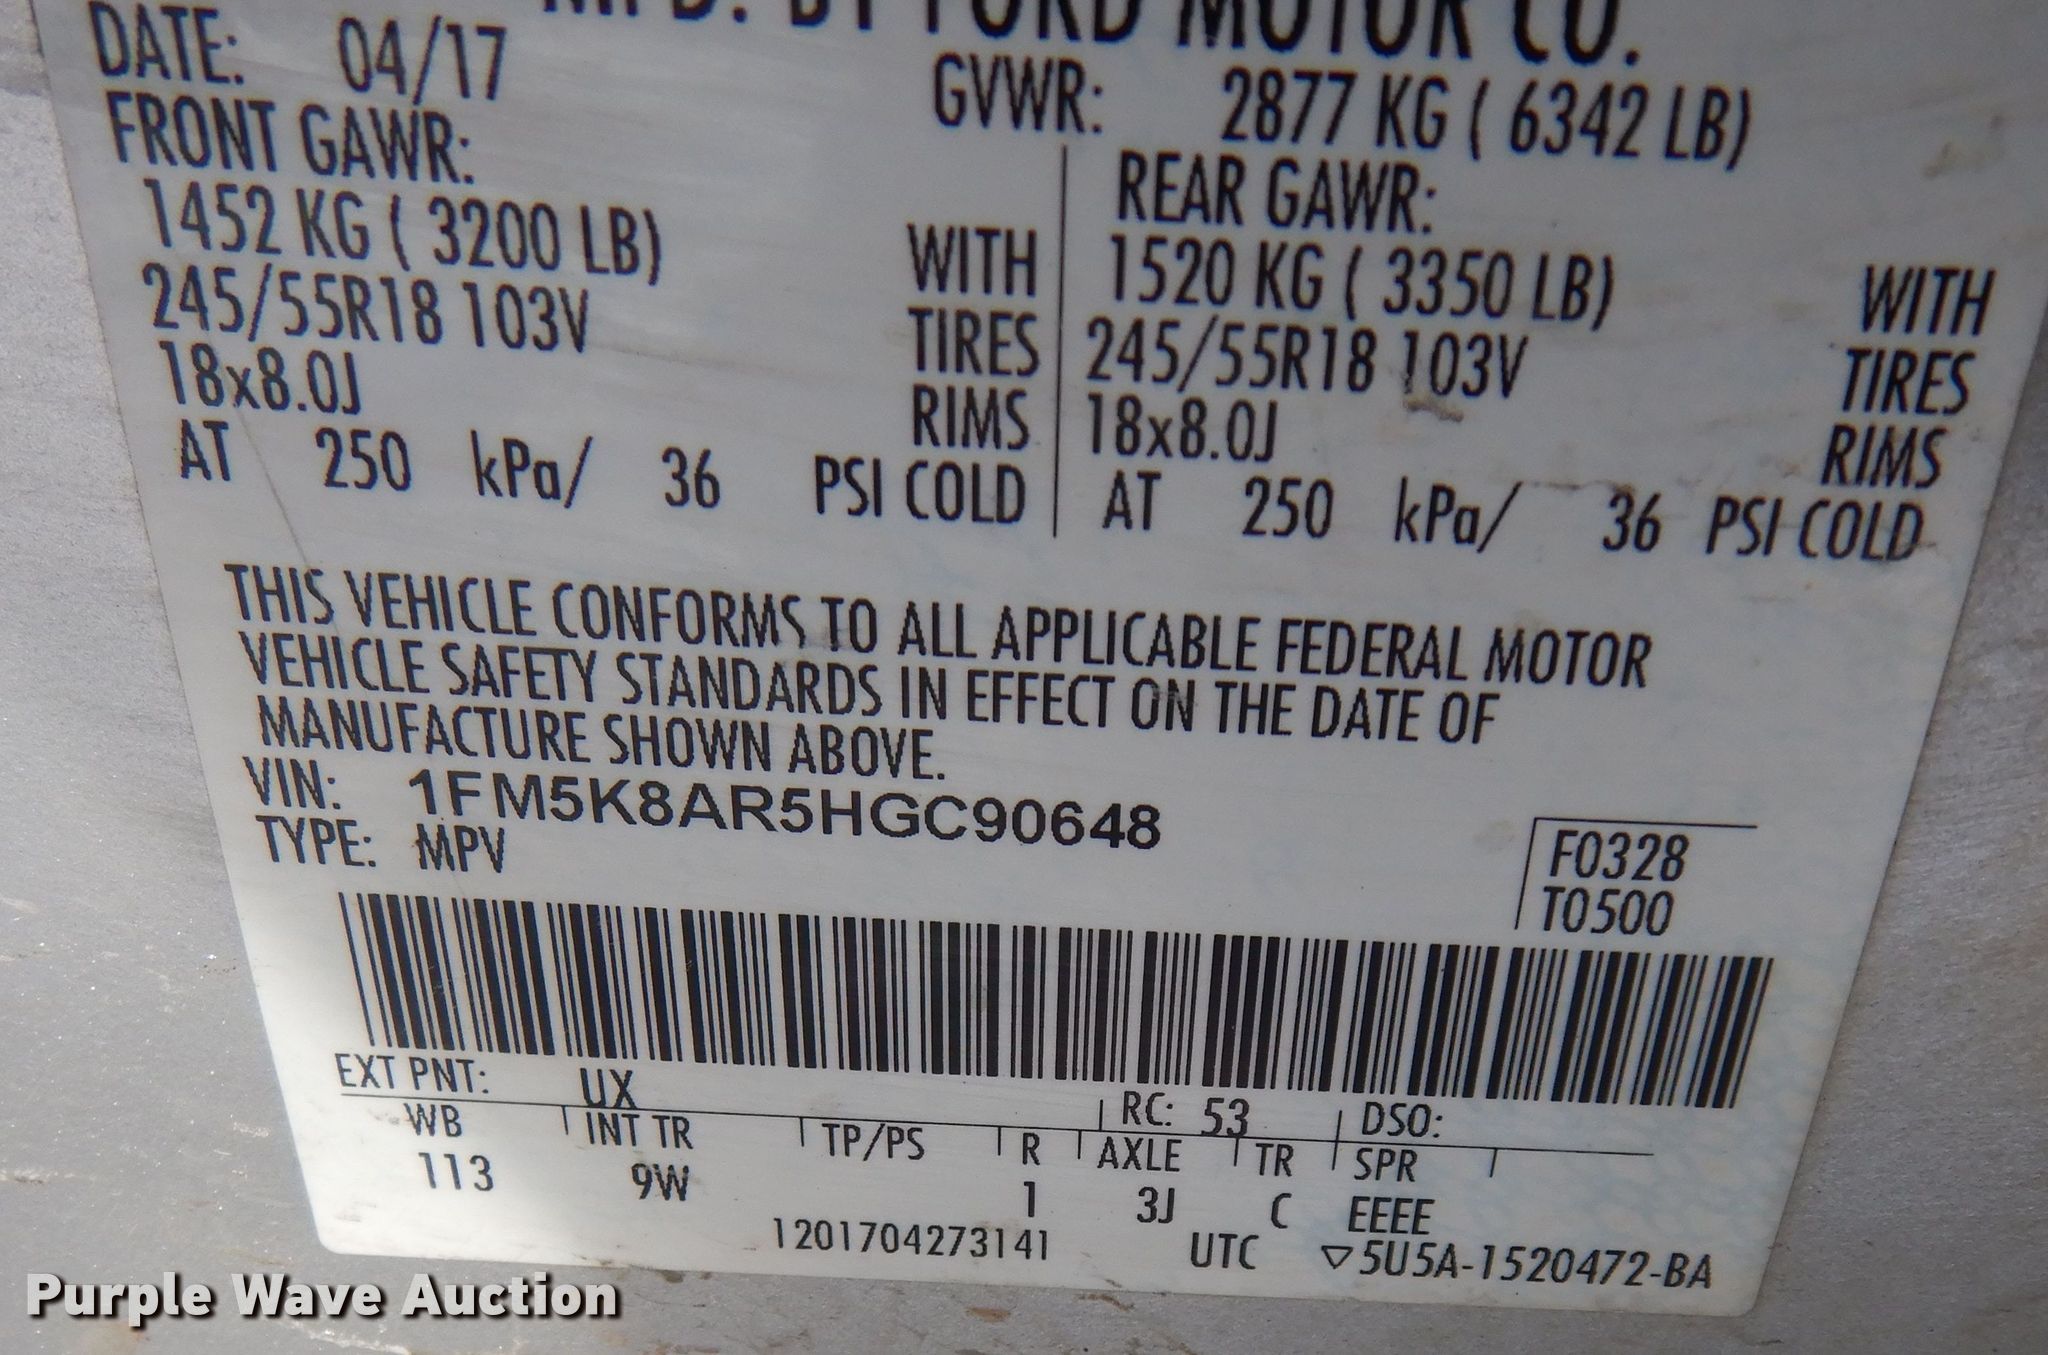 MFD. BY FORD MOTOR CO.
DATE: 04/17
GVWR: 2877 KG ( 6342 LB)
FRONT GAWR:
1452 KG ( 3200 LB) WITH
245/55R18 103V TIRES
18x8.0J RIMS
AT 250 kPa/ 36 PSI COLD
REAR GAWR:
1520 KG ( 3350 LB) WITH
245/55R18 103V TIRES
18x8.0J RIMS
AT 250 kPa/ 36 PSI COLD
THIS VEHICLE CONFORMS TO ALL APPLICABLE FEDERAL MOTOR
VEHICLE SAFETY STANDARDS IN EFFECT ON THE DATE OF
MANUFACTURE SHOWN ABOVE.
VIN: 1FM5K8AR5HGC90648
TYPE: MPV
F0328
T0500
EXT PNT: UX RC: 53 DSO:
WB INT TR TP/PS R AXLE TR SPR
113 9W 1 3J C EEEE
1201704273141 UTC ▽5U5A-1520472-BA
Purple Wave Auction